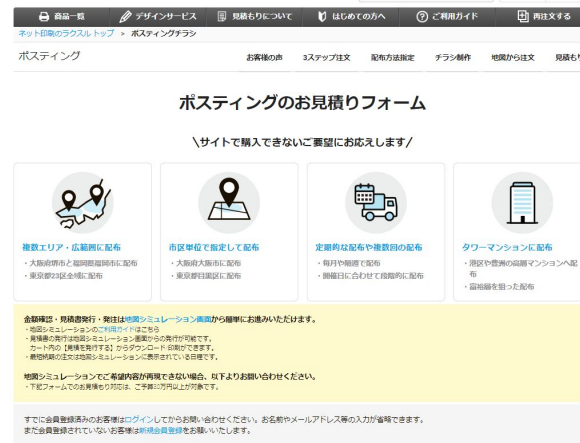 商品一覧 デザインサービス 見積もりについて はじめての方へ ご利用ガイド 再注文する
ネット印刷のラクスル トップ > ポスティングチラシ
ポスティング お客様の声 3ステップ注文 配布方法指定 チラシ制作 地図から注文 見積も
ポスティングのお見積りフォーム
\サイトで購入できないご要望にお応えします/
複数エリア・広範囲に配布
・大阪府堺市と福岡県福岡市に配布
・東京都23区全域に配布
市区単位で指定して配布
・大阪府大阪市に配布
・東京都目黒区に配布
定期的な配布や複数回の配布
・毎月や隔週で配布
・開催日に合わせて段階的に配布
タワーマンションに配布
・港区や豊洲の高層マンションへ配
布
・富裕層を狙った配布
金額確認・見積書発行・発注は地図シミュレーション画面から簡単にお進みいただけます。
・地図シミュレーションのご利用ガイドはこちら
・見積書の発行は地図シミュレーション画面からの発行が可能です。
カート内の【見積を発行する】からダウンロード・印刷ができます。
・最短納期の注文は地図シミュレーションに表示されている日程です。
地図シミュレーションでご希望内容が再現できない場合、以下よりお問い合わせください。
・下記フォームでのお見積もり対応は、ご予算30万円以上が対象です。
すでに会員登録済みのお客様はログインしてからお問い合わせください。お名前やメールアドレス等の入力が省略できます。
まだ会員登録されていないお客様は新規会員登録をお願いいたします。